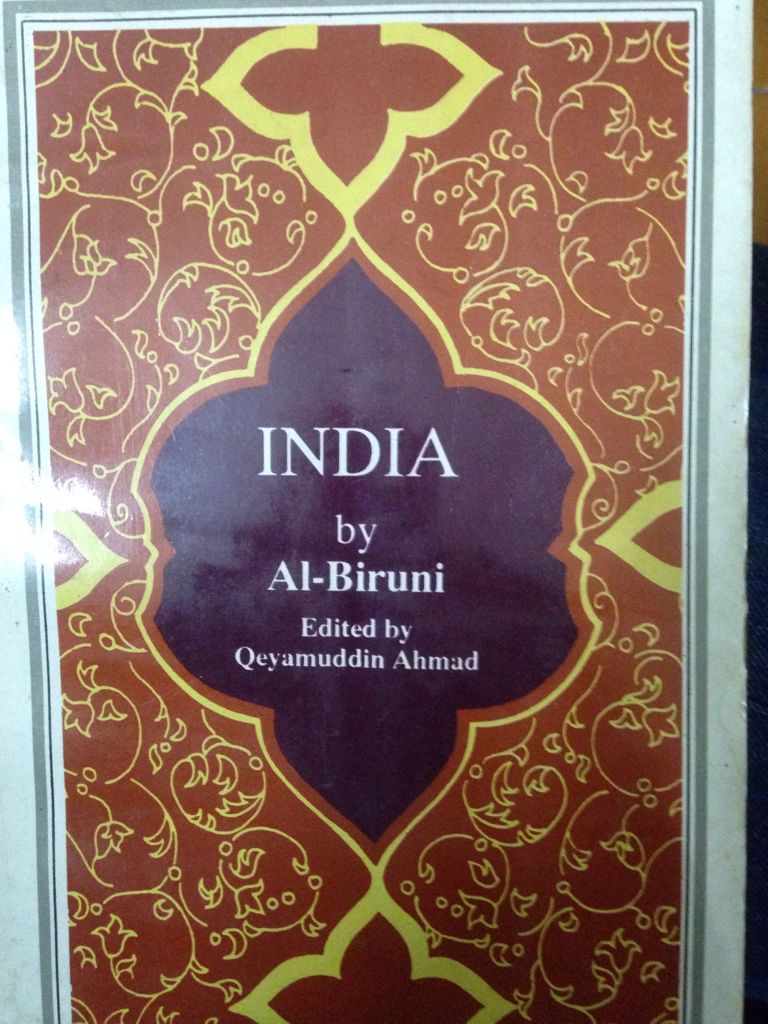 INDIA
by
Al-Biruni
Edited by
Qeyamuddin Ahmad